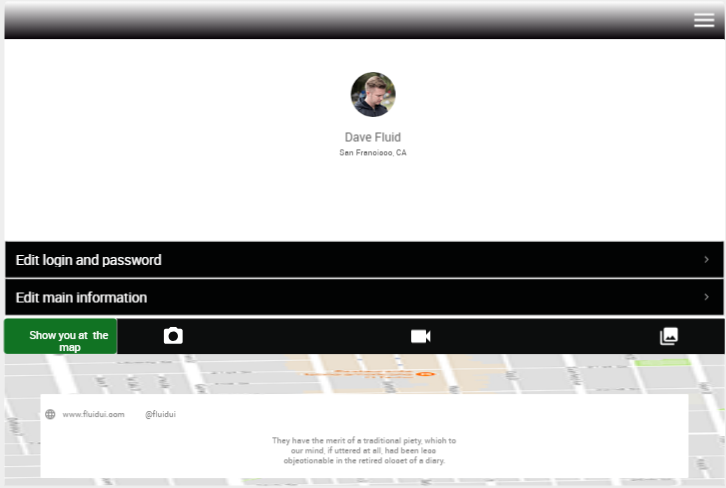 Dave Fluid
San Francisco, CA
Edit login and password
Edit main information
Show you at the
map
www.fluidui.com @fluidui
They have the merit of a traditional piety, which to
our mind, if uttered at all, had been less
objectionable in the retired closet of a diary.